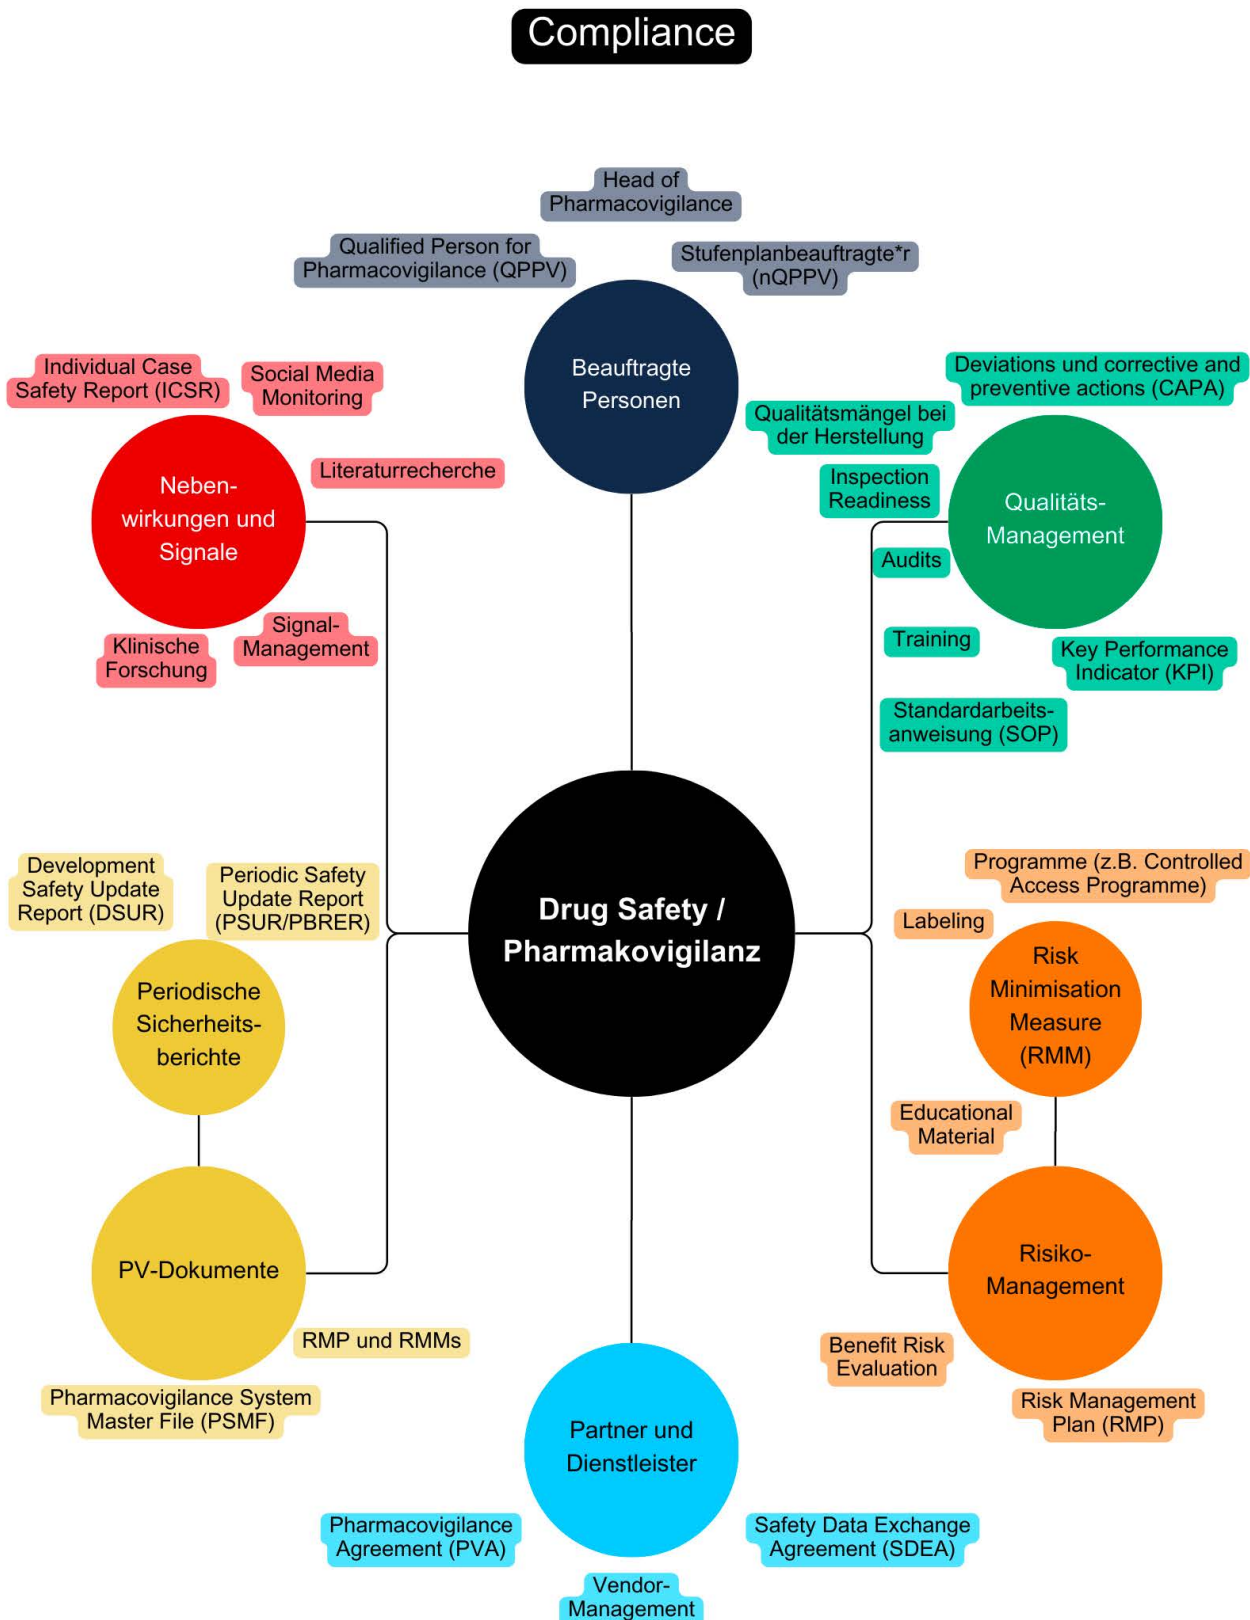 Compliance
Head of
Pharmacovigilance
Qualified Person for
Pharmacovigilance (QPPV)
Stufenplanbeauftragte*r
(nQPPV)
Beauftragte
Personen
Individual Case
Safety Report (ICSR)
Social Media
Monitoring
Literaturrecherche
Neben-
wirkungen und
Signale
Signal-
Management
Klinische
Forschung
Deviations und corrective and
preventive actions (CAPA)
Qualitätsmängel bei
der Herstellung
Inspection
Readiness
Qualitäts-
Management
Audits
Training
Key Performance
Indicator (KPI)
Standardarbeits-
anweisung (SOP)
Drug Safety /
Pharmakovigilanz
Development
Safety Update
Report (DSUR)
Periodic Safety
Update Report
(PSUR/PBRER)
Periodische
Sicherheits-
berichte
PV-Dokumente
RMP und RMMs
Pharmacovigilance System
Master File (PSMF)
Programme (z.B. Controlled
Access Programme)
Labeling
Risk
Minimisation
Measure
(RMM)
Educational
Material
Risiko-
Management
Benefit Risk
Evaluation
Risk Management
Plan (RMP)
Partner und
Dienstleister
Pharmacovigilance
Agreement (PVA)
Safety Data Exchange
Agreement (SDEA)
Vendor-
Management